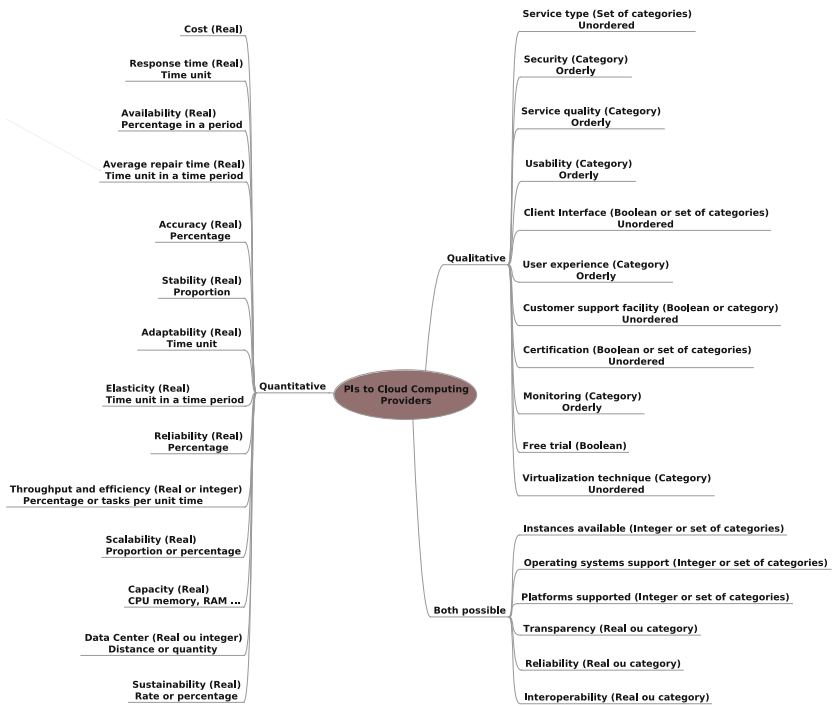 Cost (Real)
Response time (Real)
Time unit
Availability (Real)
Percentage in a period
Average repair time (Real)
Time unit in a time period
Accuracy (Real)
Percentage
Stability (Real)
Proportion
Adaptability (Real)
Time unit
Elasticity (Real)
Time unit in a time period
Reliability (Real)
Percentage
Throughput and efficiency (Real or integer)
Percentage or tasks per unit time
Scalability (Real)
Proportion or percentage
Capacity (Real)
CPU memory, RAM ...
Data Center (Real ou integer)
Distance or quantity
Sustainability (Real)
Rate or percentage
Quantitative
PIs to Cloud Computing
Providers
Qualitative
Service type (Set of categories)
Unordered
Security (Category)
Orderly
Service quality (Category)
Orderly
Usability (Category)
Orderly
Client Interface (Boolean or set of categories)
Unordered
User experience (Category)
Orderly
Customer support facility (Boolean or category)
Unordered
Certification (Boolean or set of categories)
Unordered
Monitoring (Category)
Orderly
Free trial (Boolean)
Virtualization technique (Category)
Unordered
Both possible
Instances available (Integer or set of categories)
Operating systems support (Integer or set of categories)
Platforms supported (Integer or set of categories)
Transparency (Real ou category)
Reliability (Real ou category)
Interoperability (Real ou category)